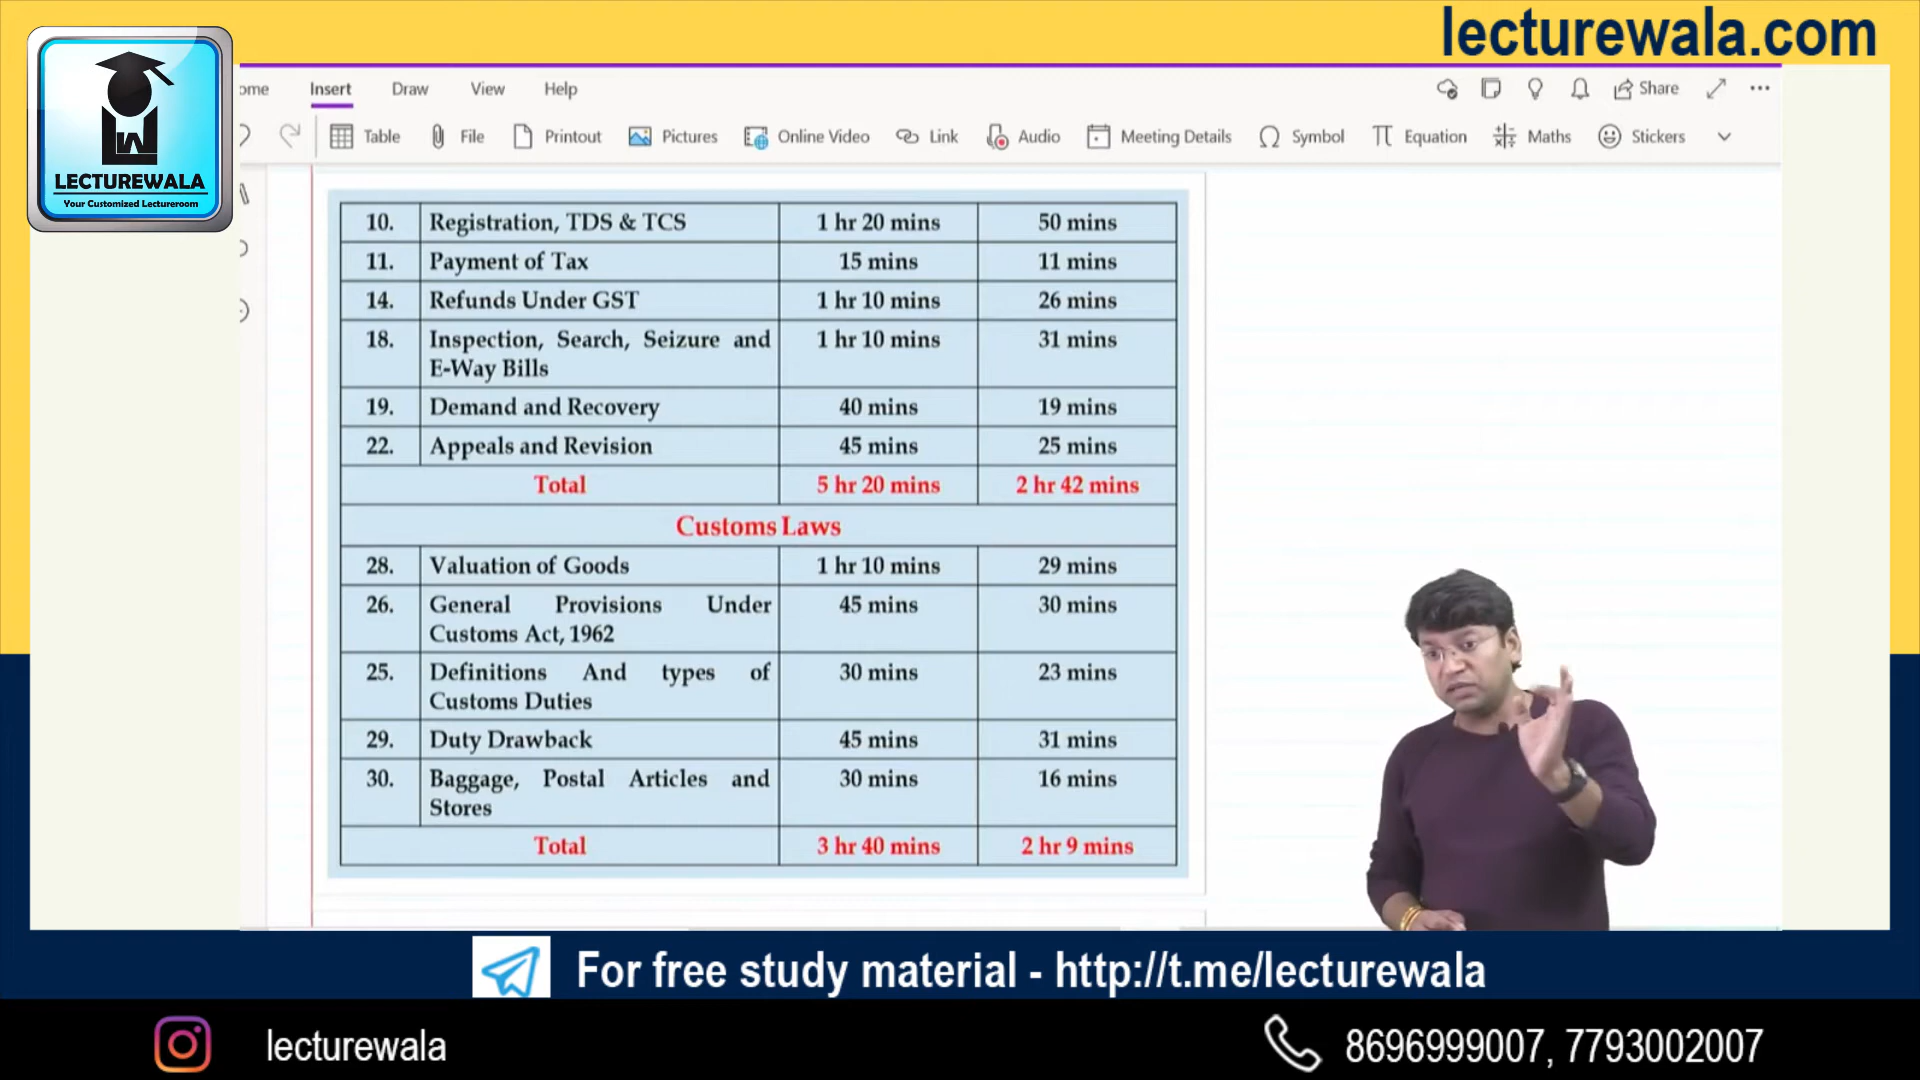 lecturewala.com
LW
LECTUREWALA
Your Customized Lectureroom
ome Insert Draw View Help Share
Table File Printout Pictures Online Video Link Audio Meeting Details Symbol Equation Maths Stickers
10. Registration, TDS & TCS 1 hr 20 mins 50 mins
11. Payment of Tax 15 mins 11 mins
14. Refunds Under GST 1 hr 10 mins 26 mins
18. Inspection, Search, Seizure and 1 hr 10 mins 31 mins
E-Way Bills
19. Demand and Recovery 40 mins 19 mins
22. Appeals and Revision 45 mins 25 mins
Total 5 hr 20 mins 2 hr 42 mins
Customs Laws
28. Valuation of Goods 1 hr 10 mins 29 mins
26. General Provisions Under 45 mins 30 mins
Customs Act, 1962
25. Definitions And types of 30 mins 23 mins
Customs Duties
29. Duty Drawback 45 mins 31 mins
30. Baggage, Postal Articles and 30 mins 16 mins
Stores
Total 3 hr 40 mins 2 hr 9 mins
For free study material - http://t.me/lecturewala
lecturewala 8696999007, 7793002007